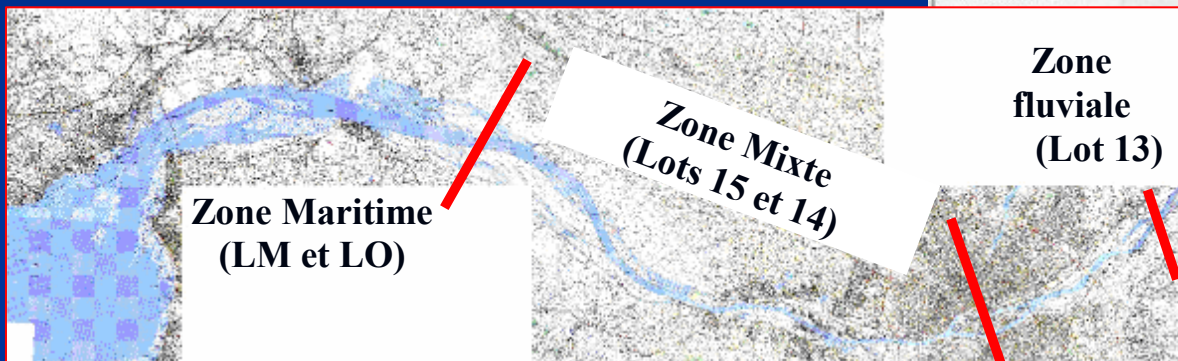 Zone Maritime
(LM et LO)
Zone Mixte
(Lots 15 et 14)
Zone
fluviale
(Lot 13)